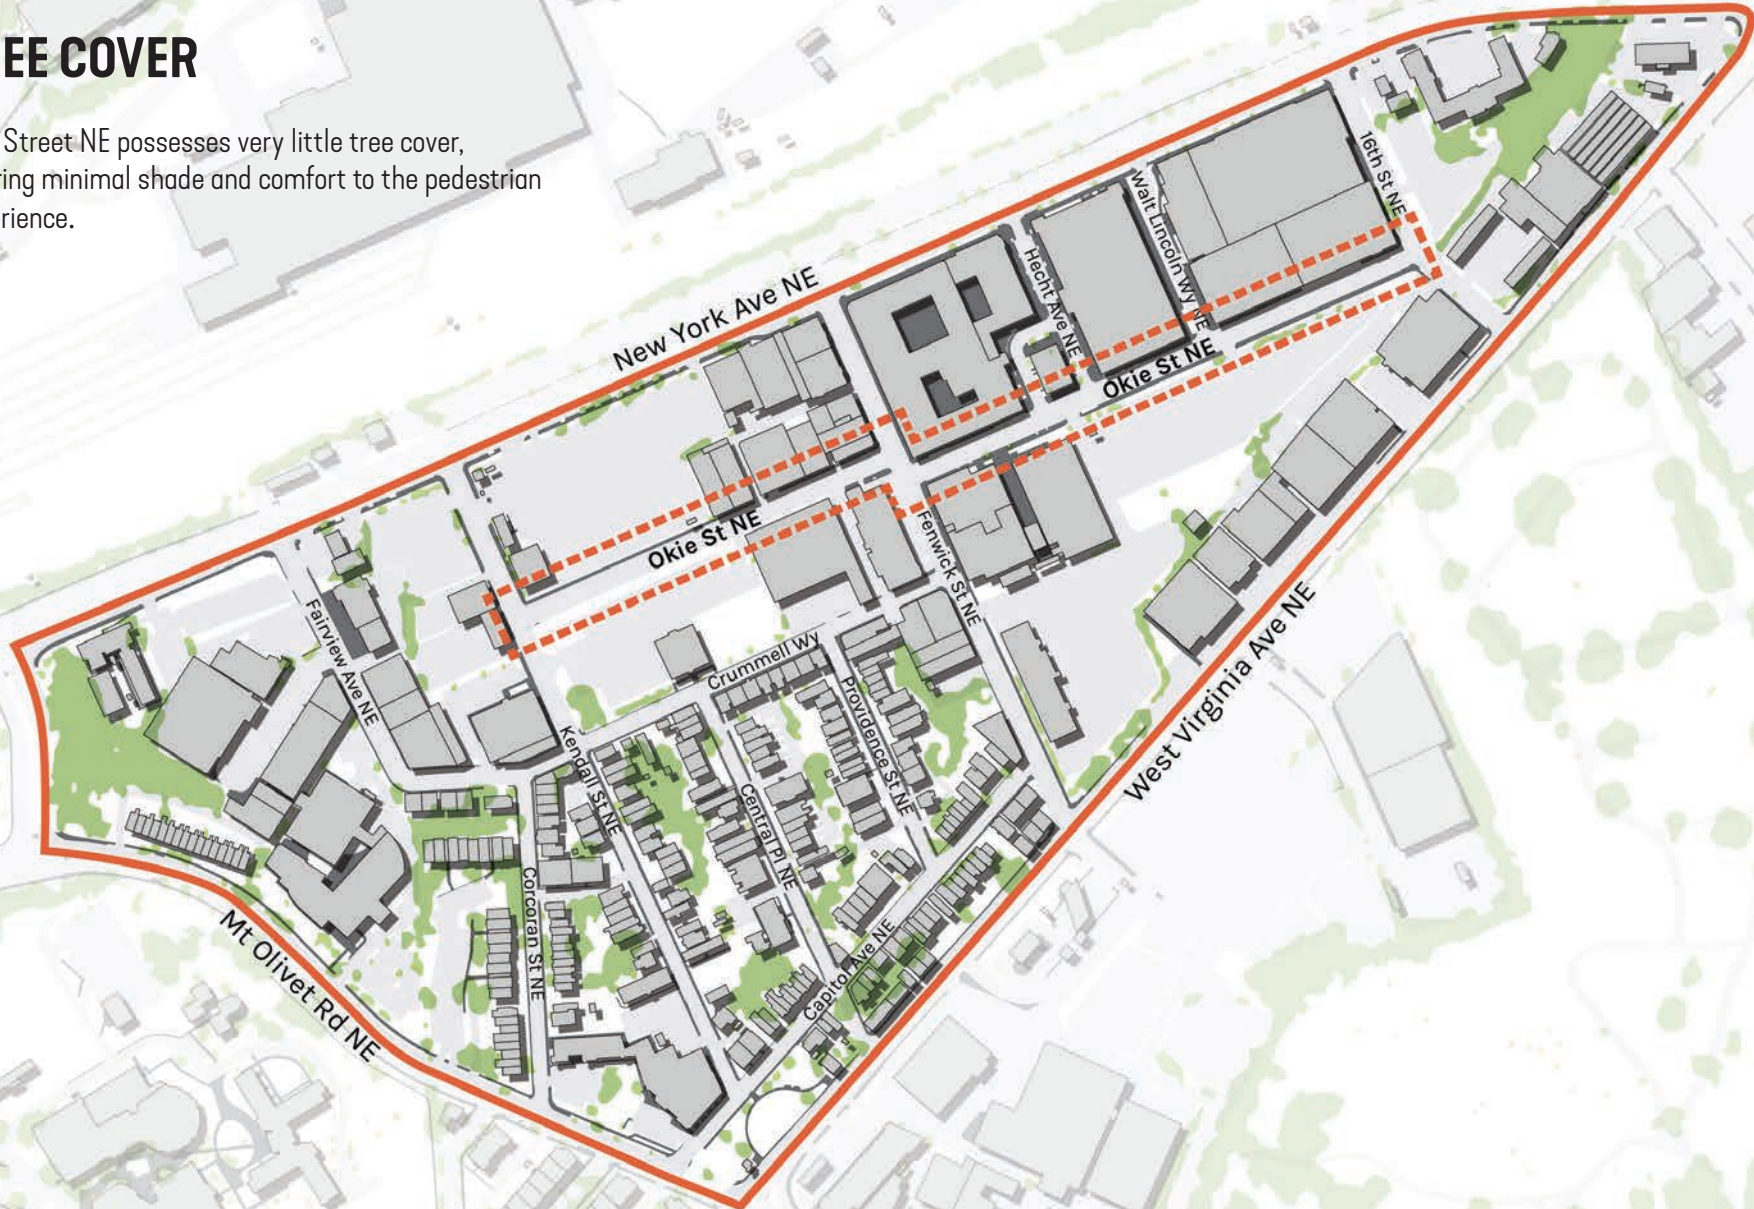 EE COVER
Street NE possesses very little tree cover,
ring minimal shade and comfort to the pedestrian
rience.
New York Ave NE
16th St NE
Walt Lincoln Wy NE
Hecht Ave NE
Okie St NE
Okie St NE
Fenwick St NE
Fairview Ave NE
Crummell Wy
Providence St NE
Kendall St NE
Central Pl NE
West Virginia Ave NE
Corcoran St NE
Capitol Ave NE
Mt Olivet Rd NE